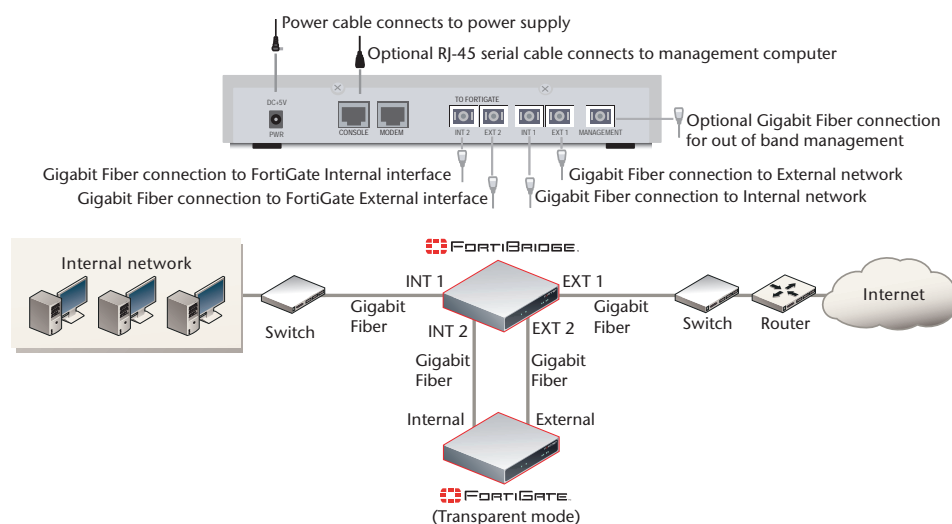 Power cable connects to power supply
Optional RJ-45 serial cable connects to management computer
DC+5V
PWR
CONSOLE
MODEM
TO FORTIGATE
INT 2
EXT 2
INT 1
EXT 1
MANAGEMENT
Optional Gigabit Fiber connection
for out of band management
Gigabit Fiber connection to FortiGate Internal interface
Gigabit Fiber connection to External network
Gigabit Fiber connection to FortiGate External interface
Gigabit Fiber connection to Internal network
FORTIBRIDGE
Internal network
INT 1
EXT 1
Internet
Switch
Gigabit
Fiber
Gigabit
Fiber
Switch
Router
INT 2
EXT 2
Gigabit
Fiber
Gigabit
Fiber
Internal
External
FORTIGATE
(Transparent mode)